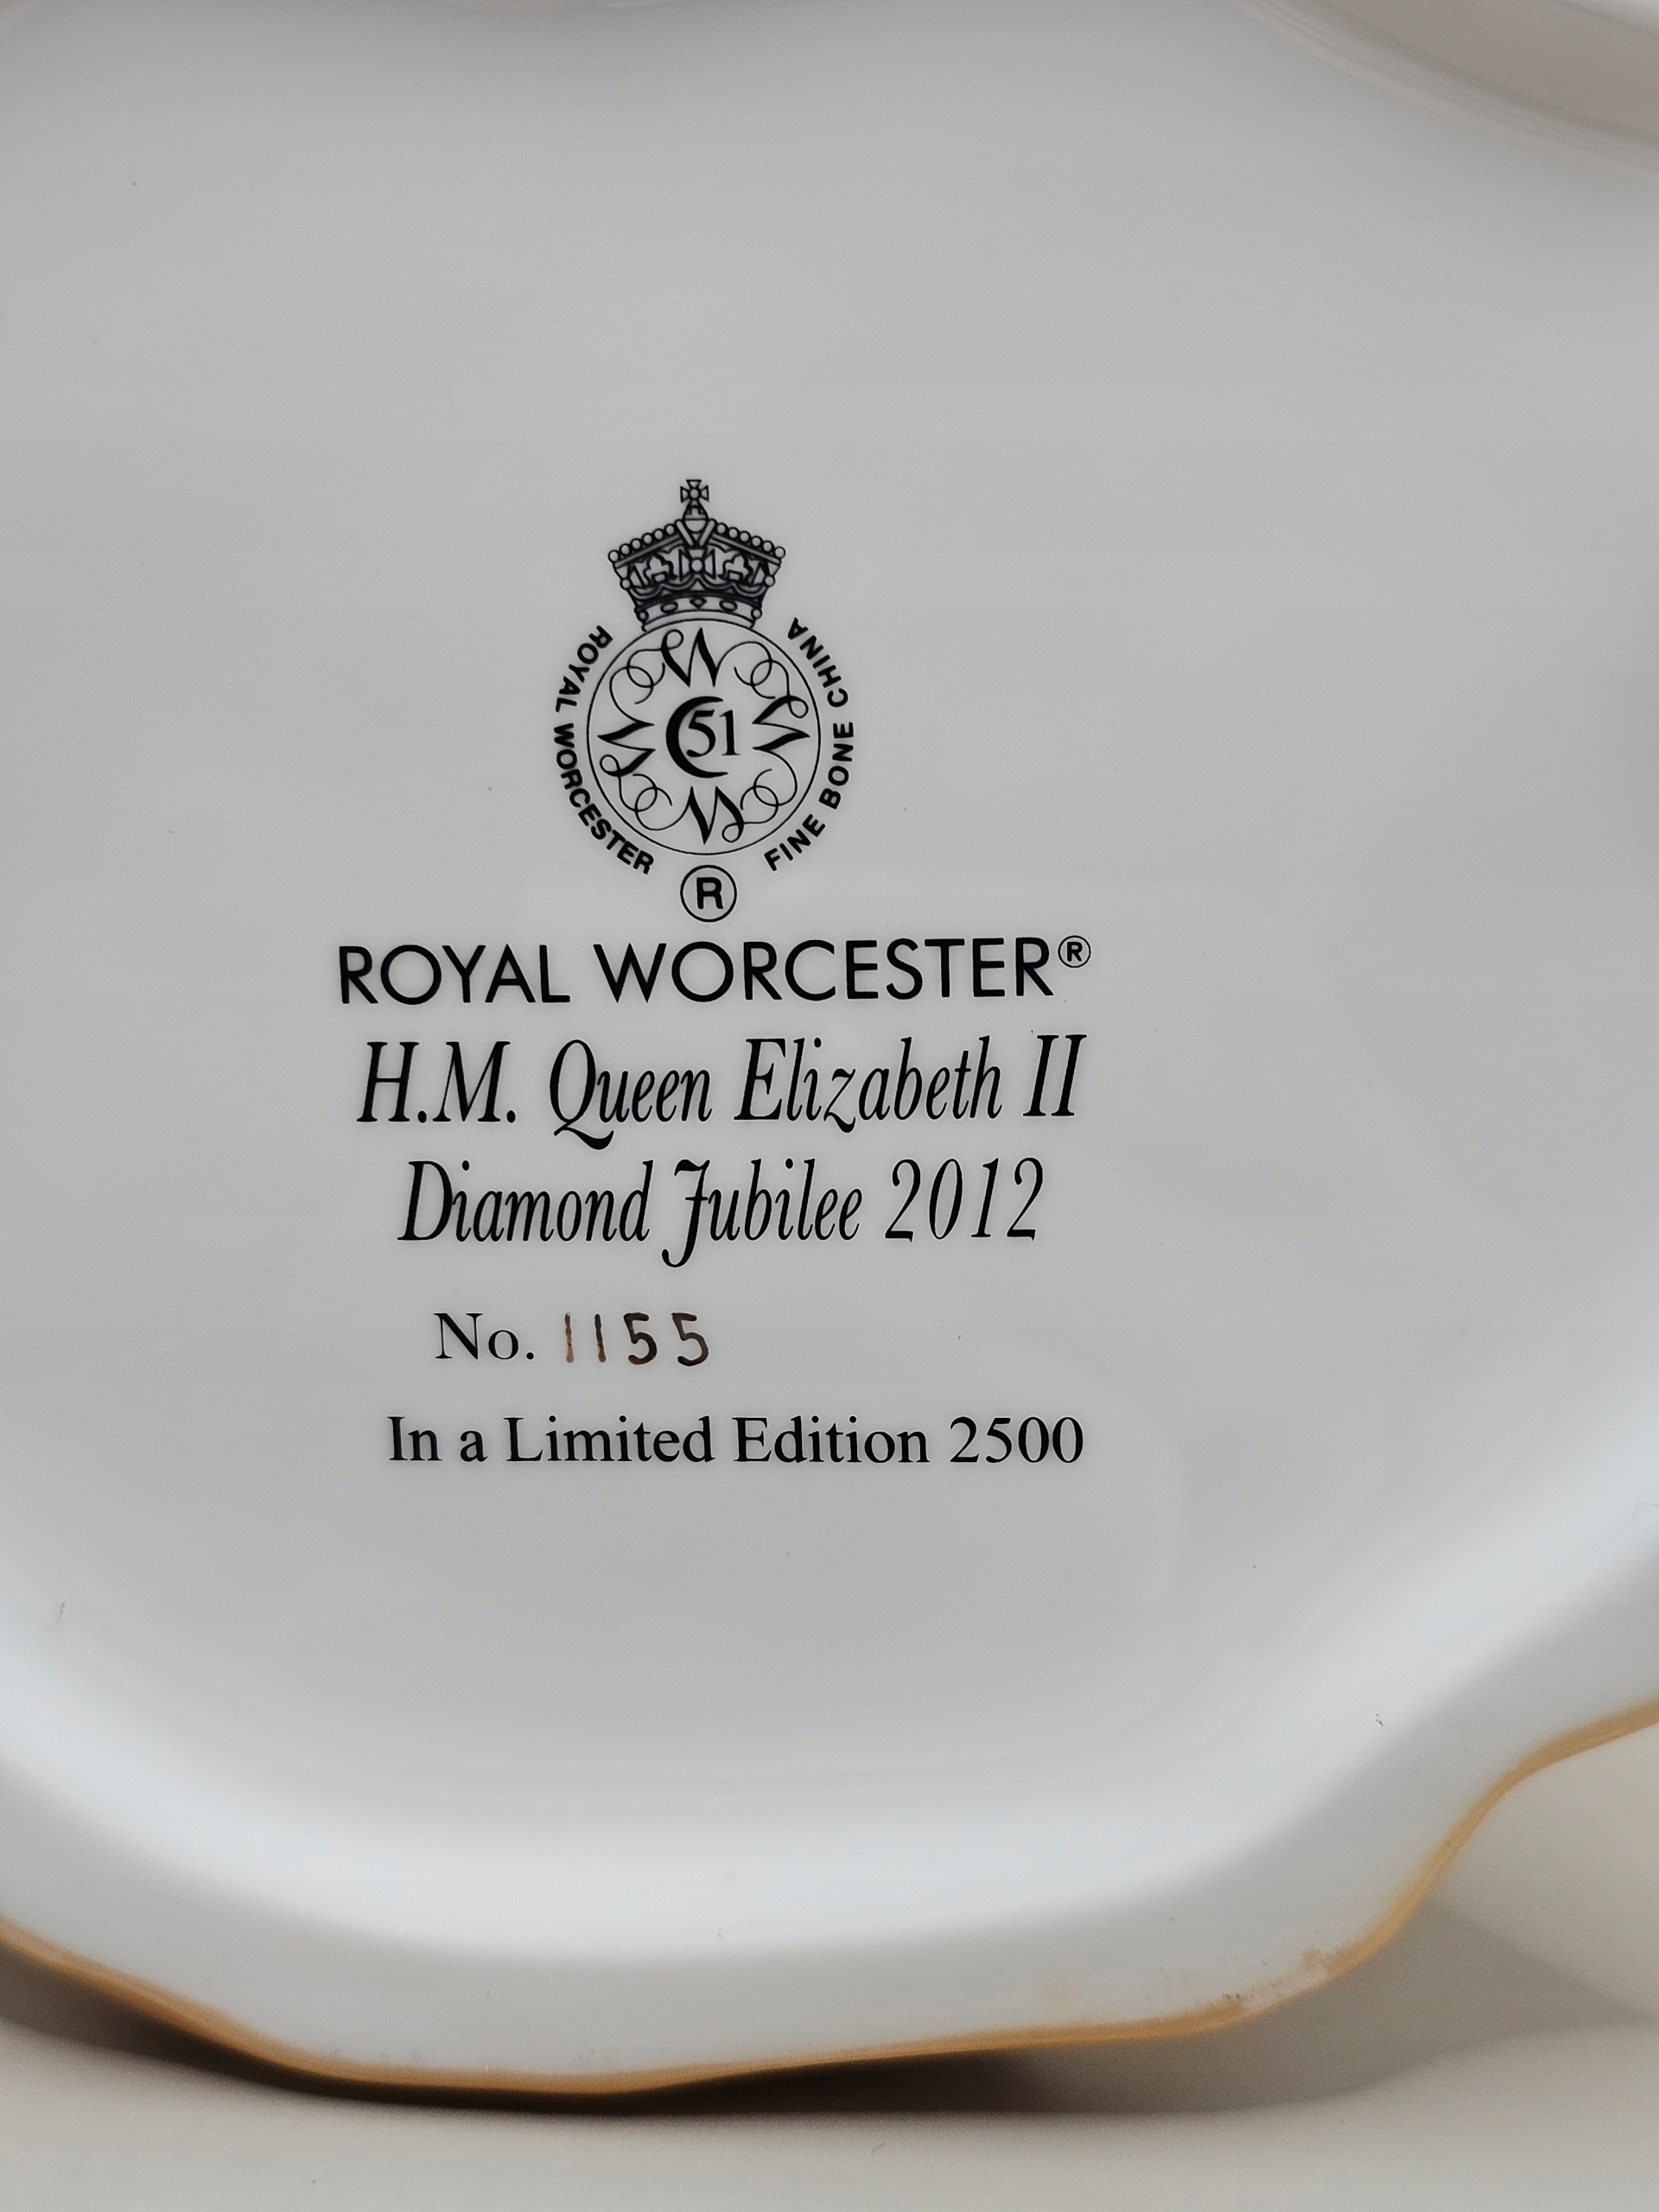 ROYAL WORCESTER
FINE BONE CHINA
W W W W
51
®
ROYAL WORCESTER®
H.M. Queen Elizabeth II
Diamond Jubilee 2012
No. 1155
In a Limited Edition 2500